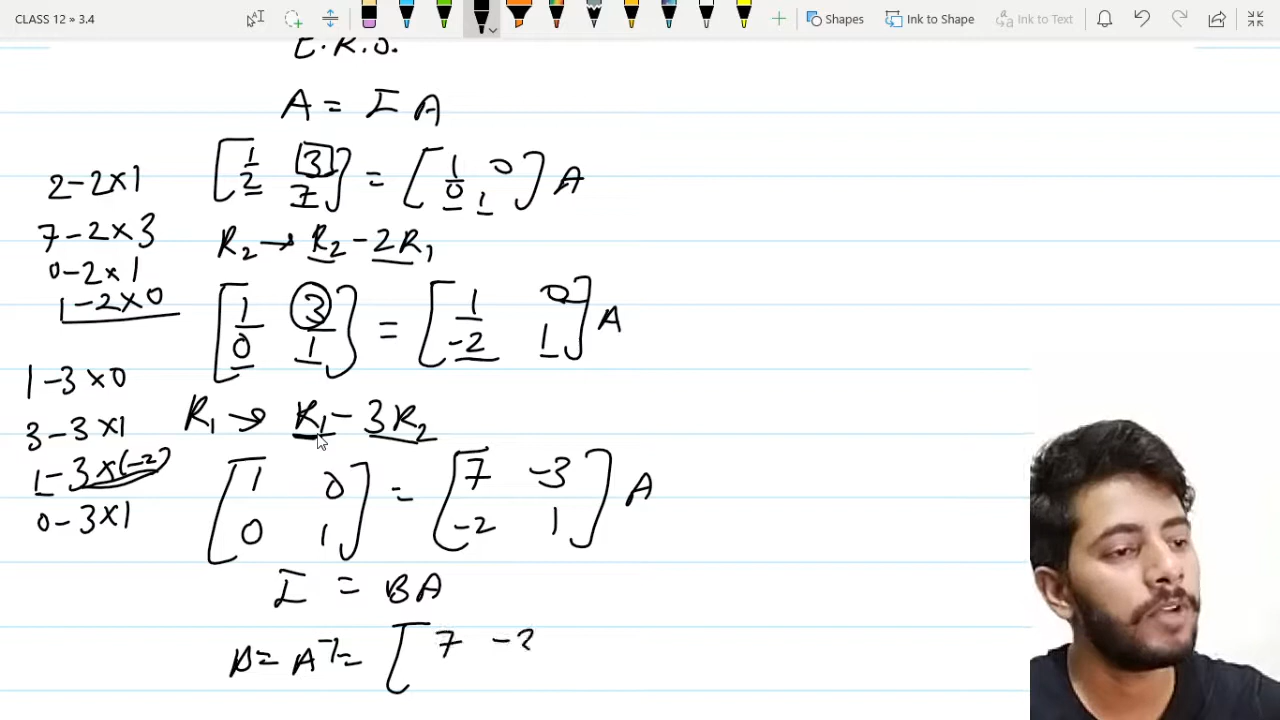 CLASS 12 » 3.4
Shapes Ink to Shape Ink to Text
E.R.O.
A = I A
[1 3] = [1 0] A
[2 7] [0 1]
2-2×1
7-2×3
0-2×1
1-2×0
R₂ → R₂ - 2R₁
[1 3] = [1 0] A
[0 1] [-2 1]
1-3×0
3-3×1
1-3×(-2)
0-3×1
R₁ → R₁ - 3R₂
[1 0] = [7 -3] A
[0 1] [-2 1]
I = BA
B = A⁻¹ = [ 7